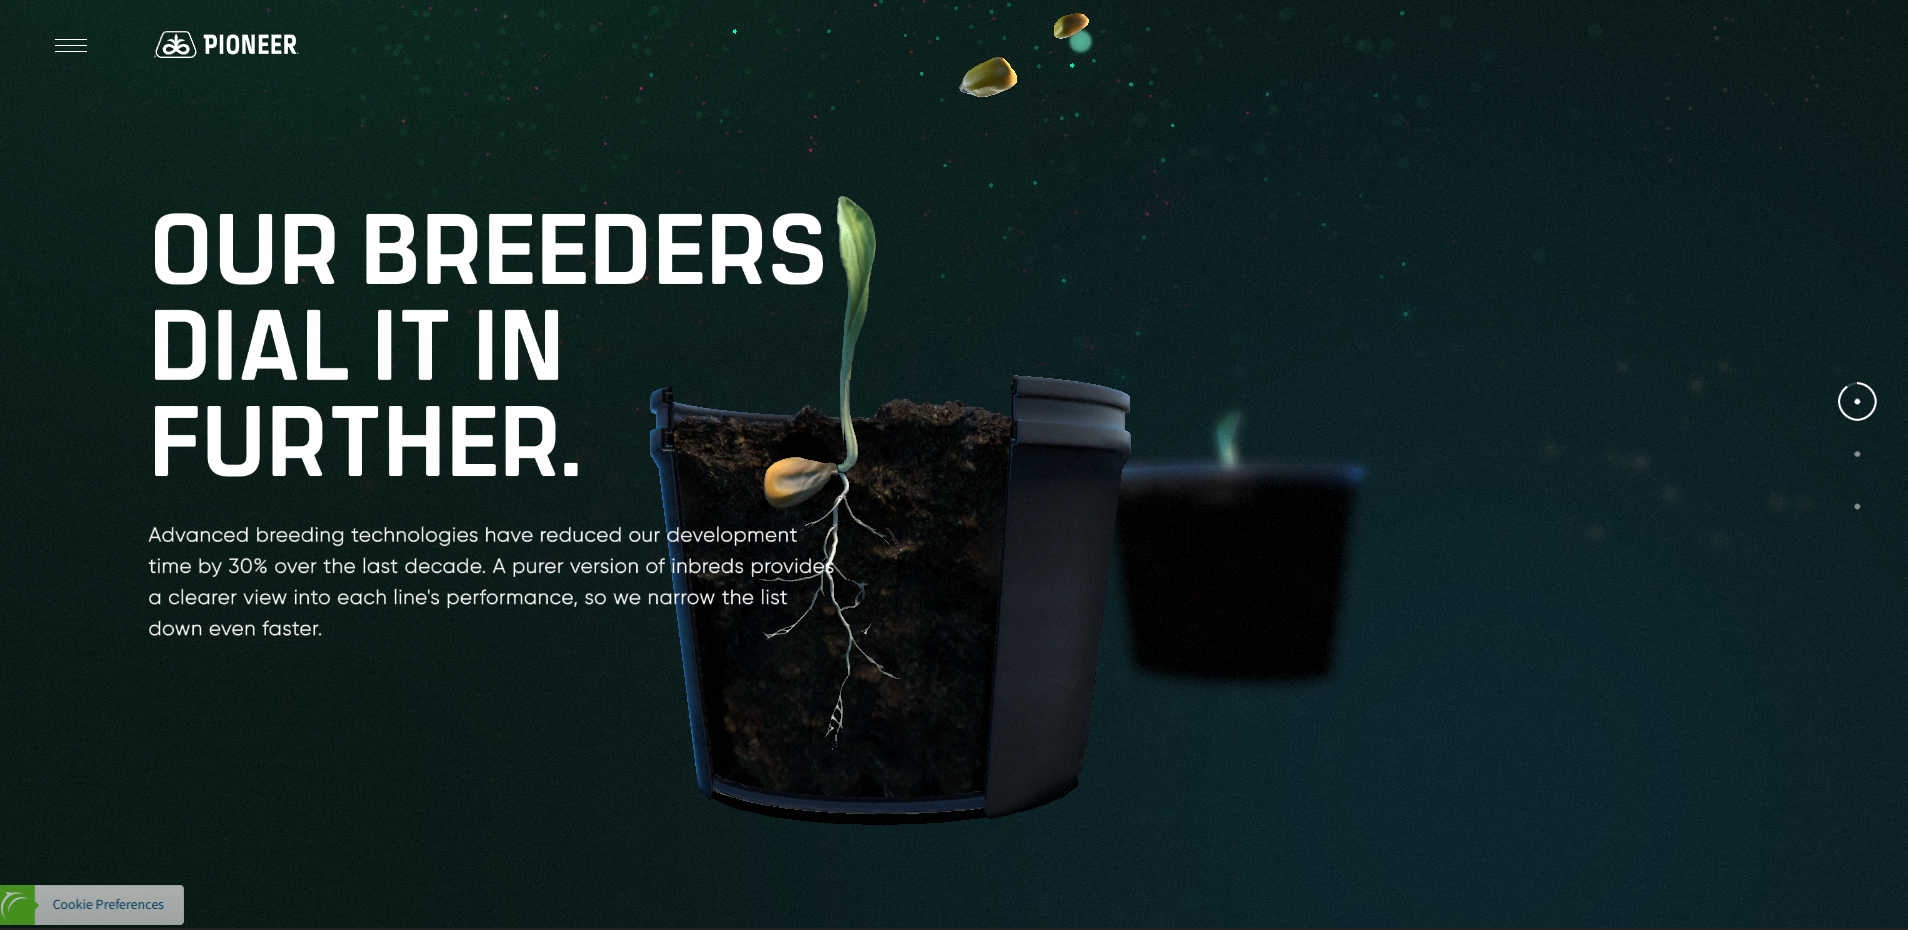 PIONEER
OUR BREEDERS
DIAL IT IN
FURTHER.
Advanced breeding technologies have reduced our development
time by 30% over the last decade. A purer version of inbreds provides
a clearer view into each line's performance, so we narrow the list
down even faster.
Cookie Preferences